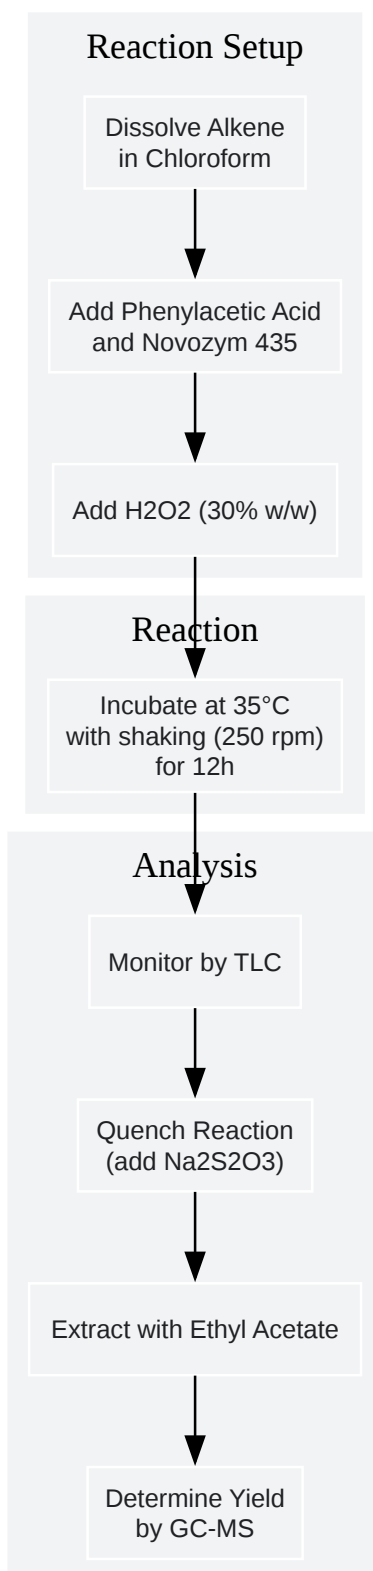 Reaction Setup
Dissolve Alkene
in Chloroform
Add Phenylacetic Acid
and Novozym 435
Add H2O2 (30% w/w)
Reaction
Incubate at 35°C
with shaking (250 rpm)
for 12h
Analysis
Monitor by TLC
Quench Reaction
(add Na2S2O3)
Extract with Ethyl Acetate
Determine Yield
by GC-MS